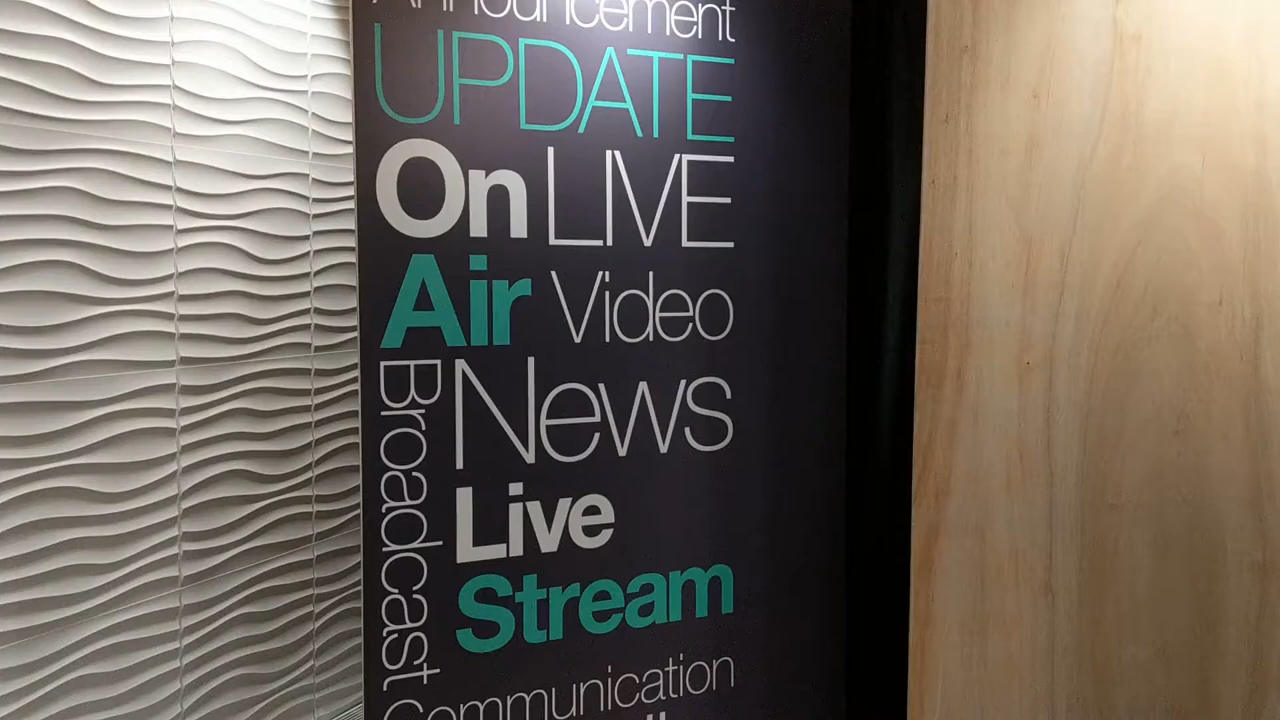 Announcement
UPDATE
On LIVE
Air Video
Broadcast
News
Live
Stream
Communication